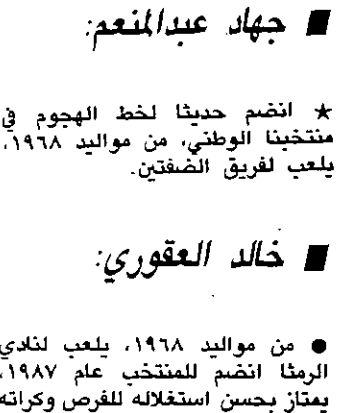 ■ جهاد عبدالمنعم:
★ انضم حديثا لخط الهجوم في
منتخبنا الوطني، من مواليد ١٩٦٨،
يلعب لفريق الضفتين.
■ خالد العقوري:
● من مواليد ١٩٦٨، يلعب لنادي
الرمثا انضم للمنتخب عام ١٩٨٧،
يمتاز بحسن استغلاله للفرص وكراته